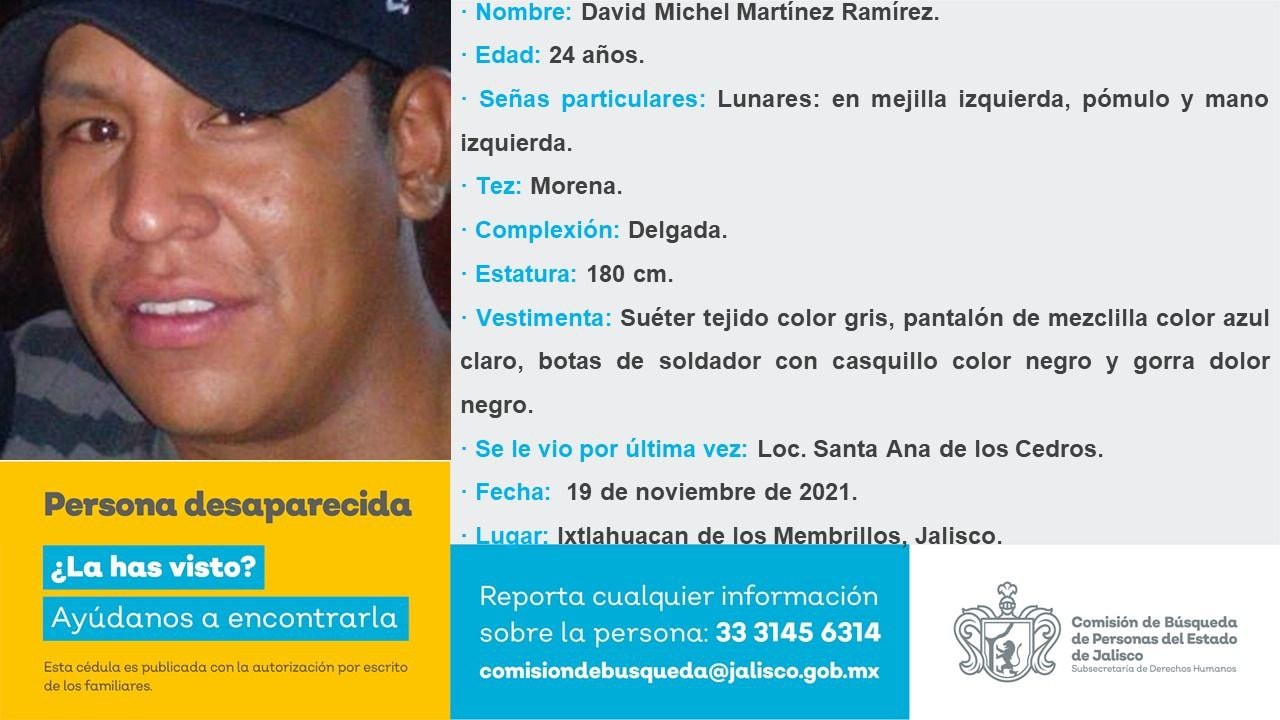 · Nombre: David Michel Martínez Ramírez.
· Edad: 24 años.
· Señas particulares: Lunares: en mejilla izquierda, pómulo y mano
izquierda.
· Tez: Morena.
· Complexión: Delgada.
· Estatura: 180 cm.
· Vestimenta: Suéter tejido color gris, pantalón de mezclilla color azul
claro, botas de soldador con casquillo color negro y gorra dolor
negro.
· Se le vio por última vez: Loc. Santa Ana de los Cedros.
· Fecha: 19 de noviembre de 2021.
· Lugar: Ixtlahuacan de los Membrillos, Jalisco.
Persona desaparecida
¿La has visto?
Ayúdanos a encontrarla
Esta cédula es publicada con la autorización por escrito
de los familiares.
Reporta cualquier información
sobre la persona: 33 3145 6314
comisiondebusqueda@jalisco.gob.mx
Comisión de Búsqueda
de Personas del Estado
de Jalisco
Subsecretaría de Derechos Humanos